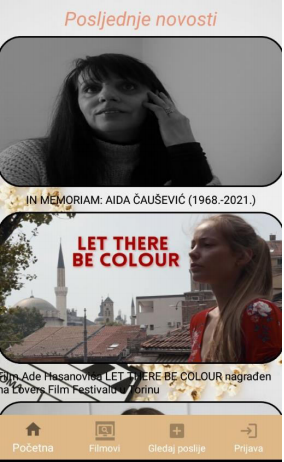 Posljednje novosti
IN MEMORIAM: AIDA ČAUŠEVIĆ (1968.-2021.)
LET THERE
BE COLOUR
Film Ade Hasanovića LET THERE BE COLOUR nagrađen
na Lovers Film Festivalu u Torinu
Početna
Filmovi
Gledaj poslije
Prijava